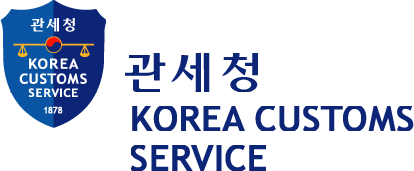 관세청
KOREA
CUSTOMS
SERVICE
1878
관세청
KOREA CUSTOMS
SERVICE